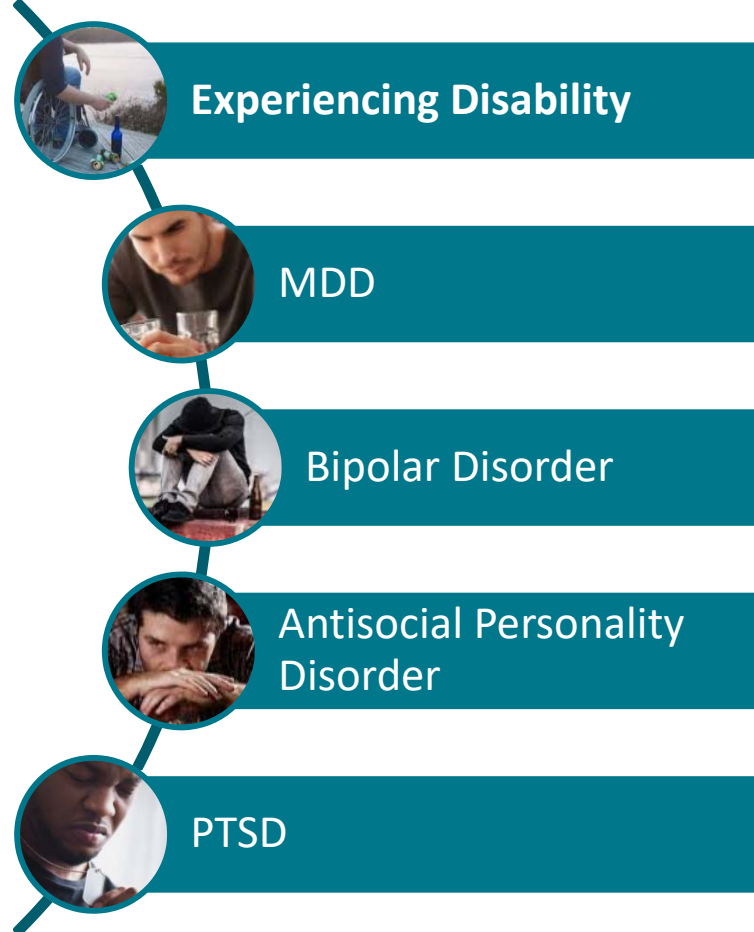 Experiencing Disability
MDD
Bipolar Disorder
Antisocial Personality
Disorder
PTSD